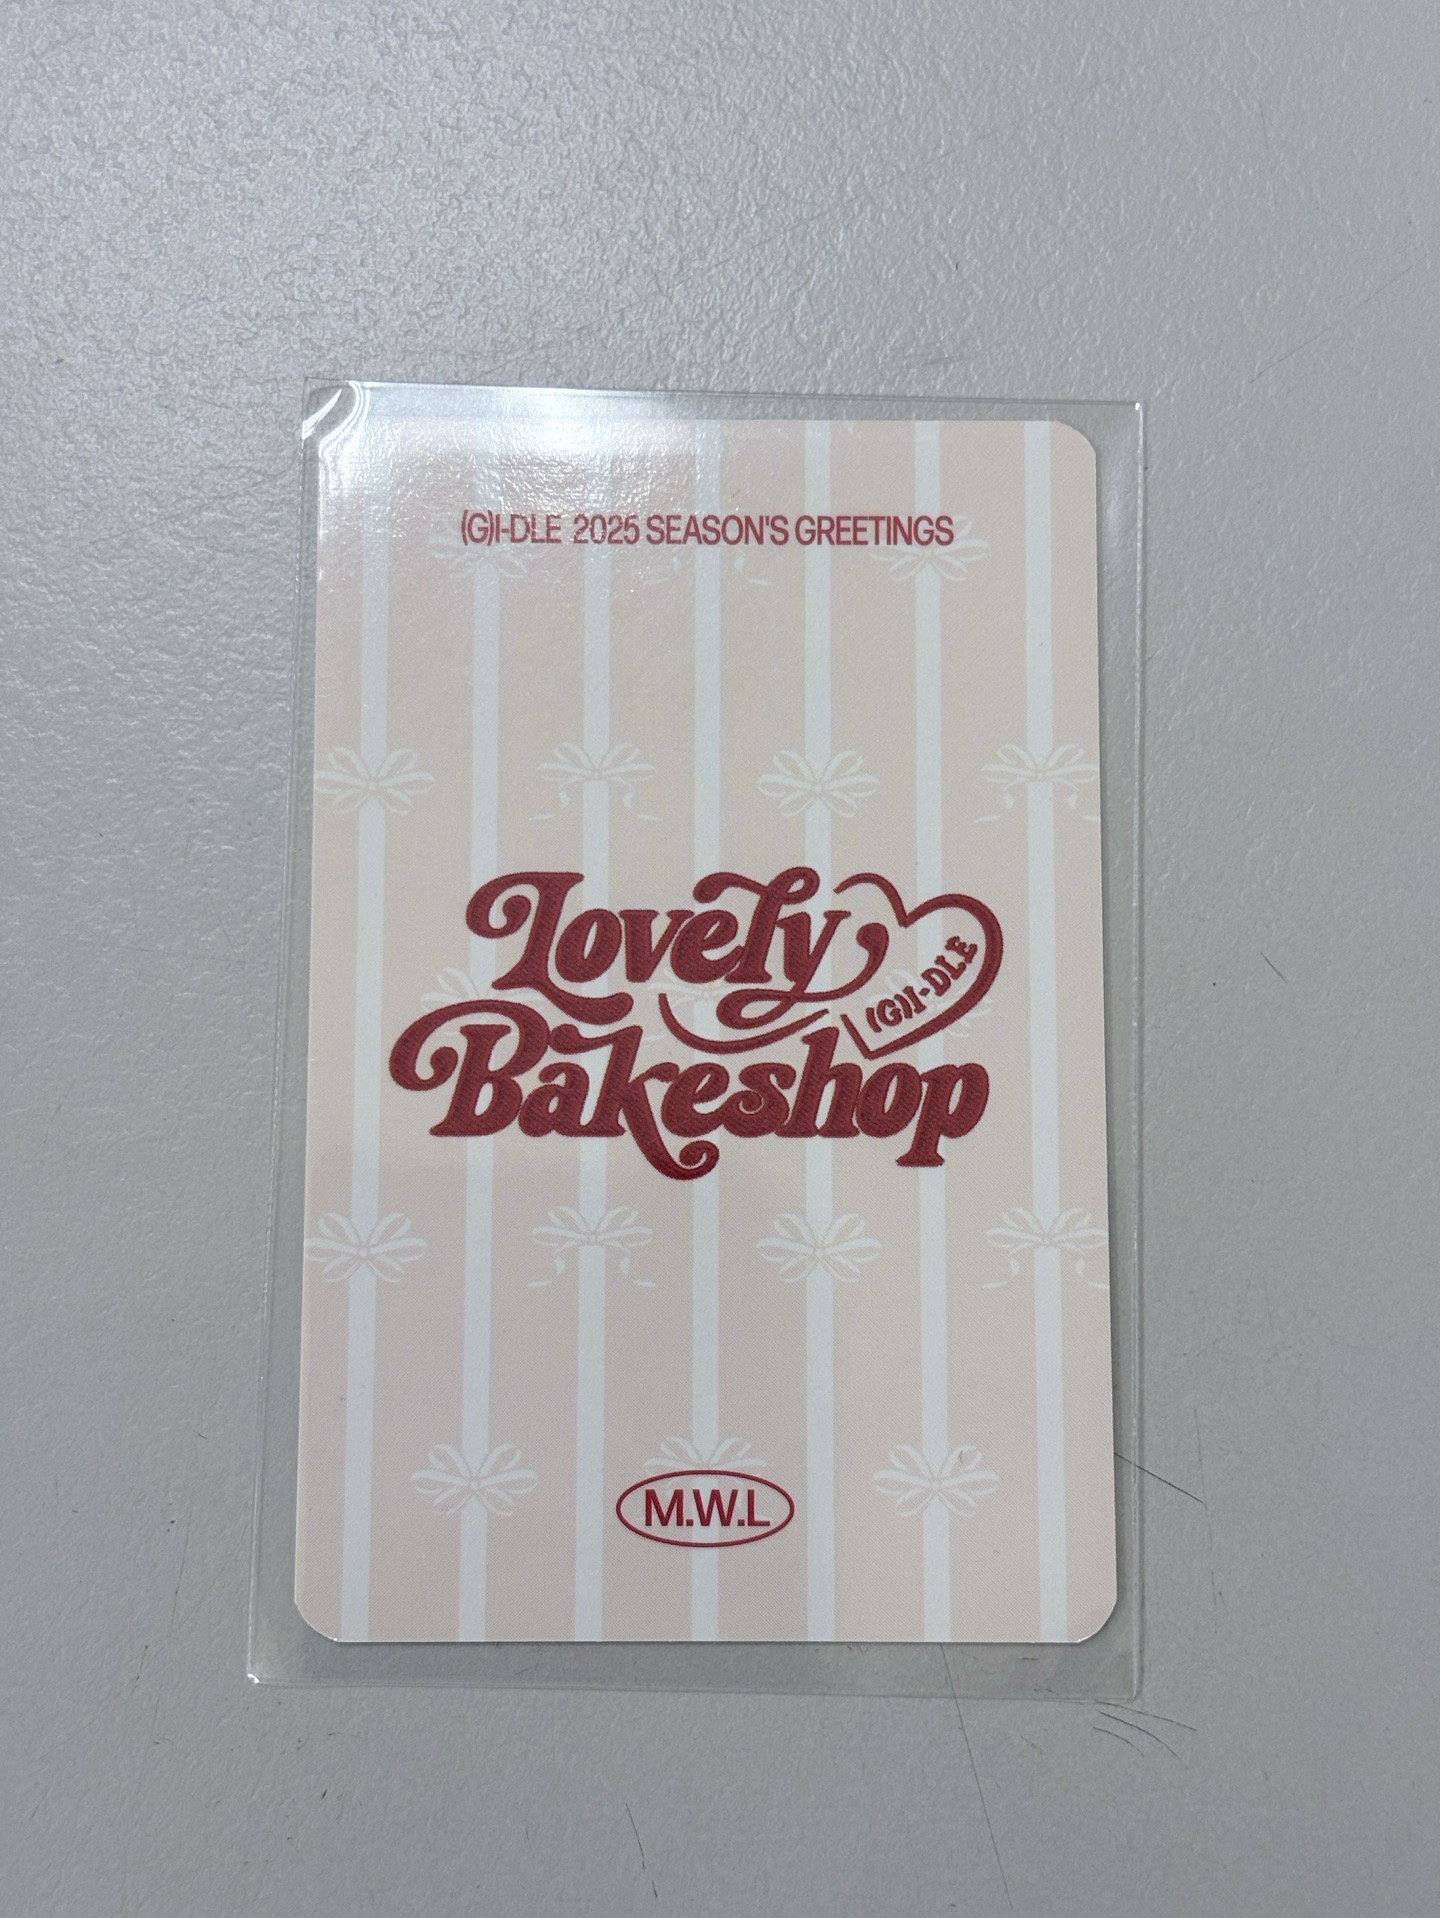 (G)I-DLE 2025 SEASON'S GREETINGS
Lovely
(G)I-DLE
Bakeshop
M.W.L